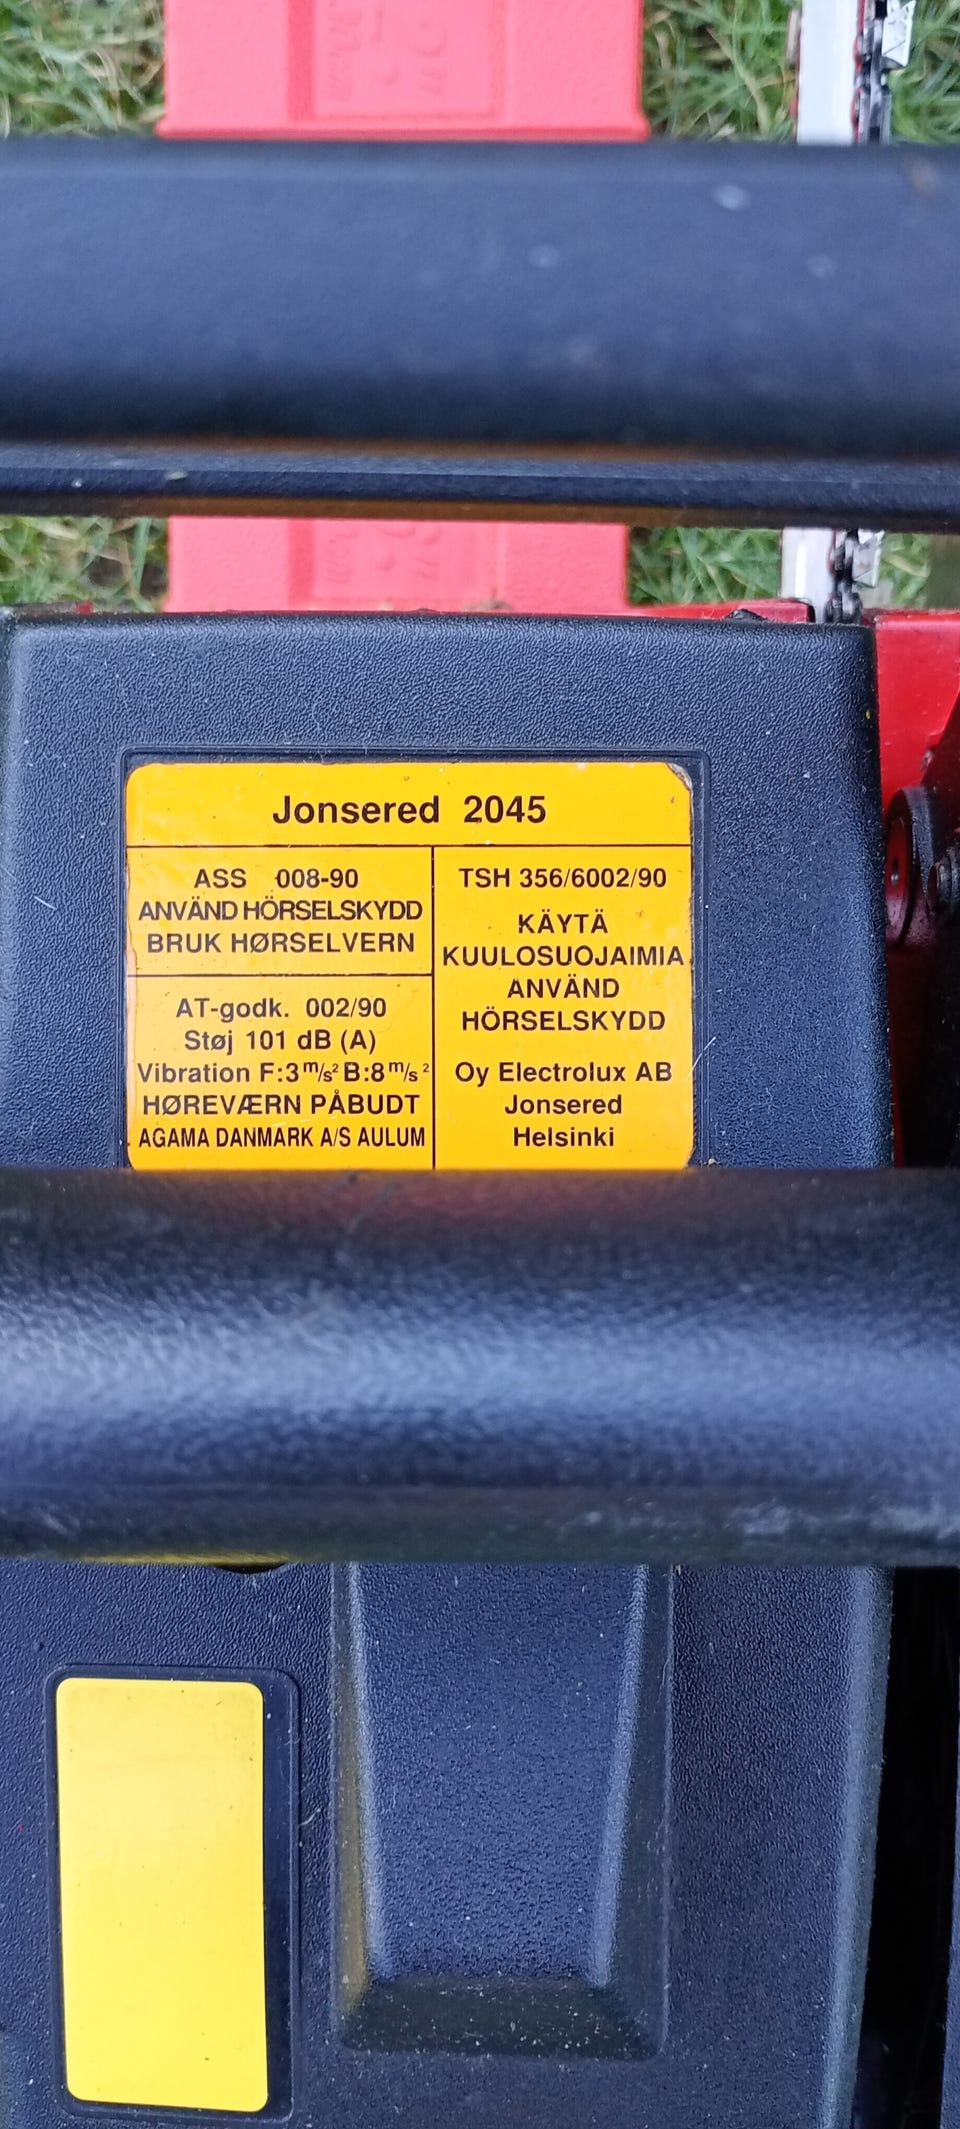 Jonsered 2045
ASS 008-90
ANVÄND HÖRSELSKYDD
BRUK HØRSELVERN
AT-godk. 002/90
Støj 101 dB (A)
Vibration F:3 m/s² B:8 m/s²
HØREVÆRN PÅBUDT
AGAMA DANMARK A/S AULUM
TSH 356/6002/90
KÄYTÄ
KUULOSUOJAIMIA
ANVÄND
HÖRSELSKYDD
Oy Electrolux AB
Jonsered
Helsinki